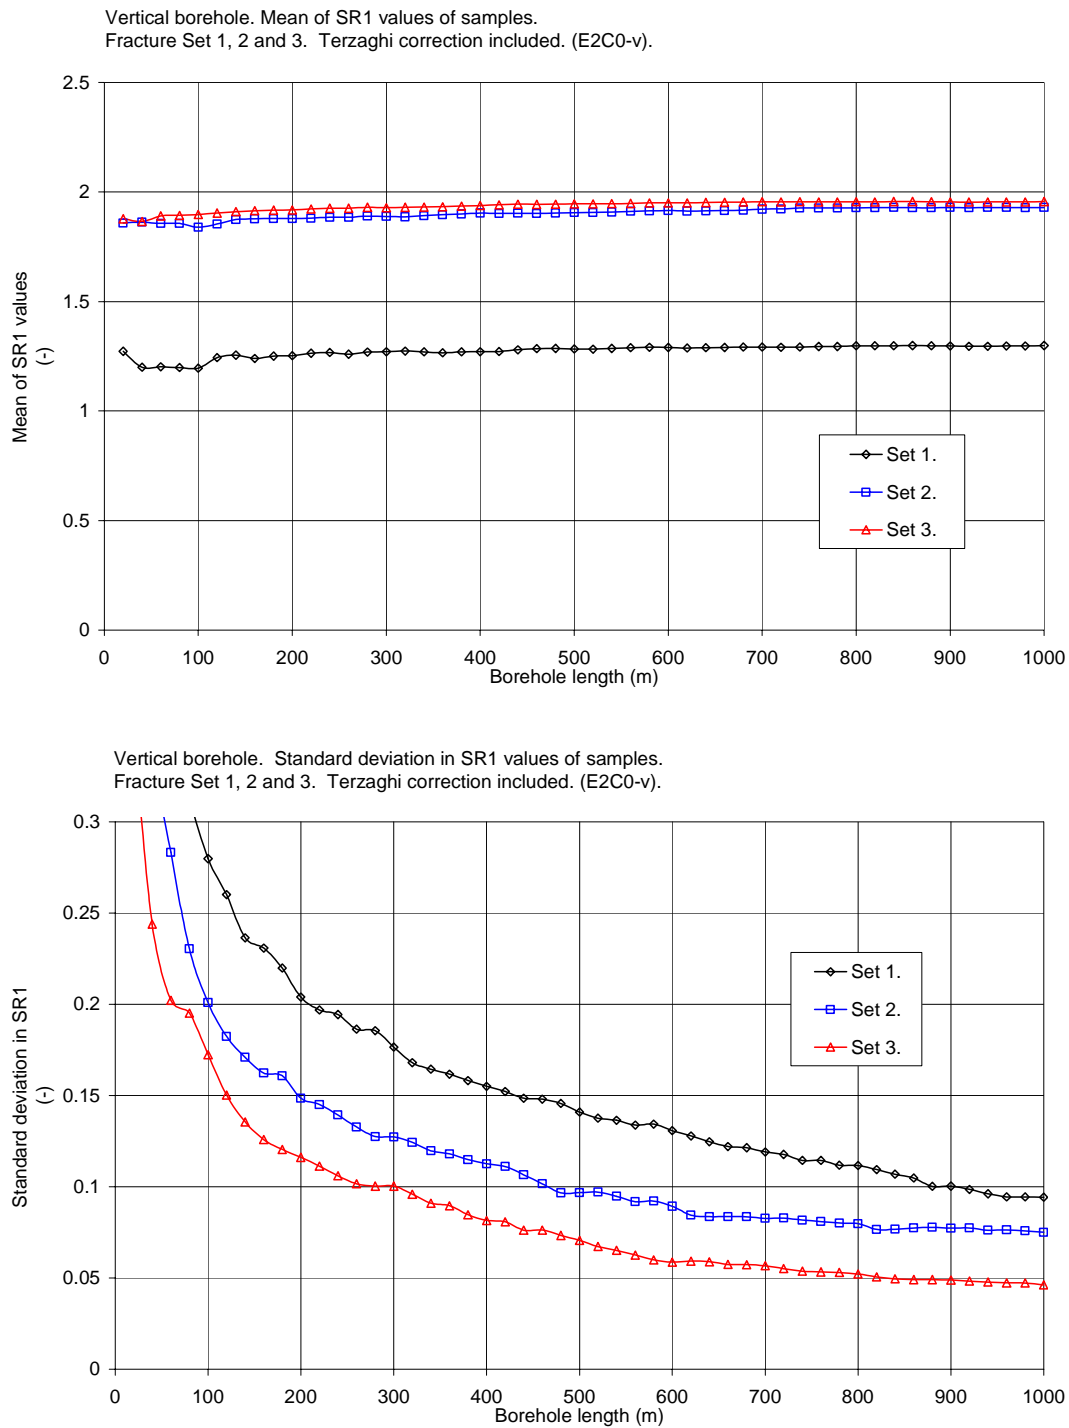 Vertical borehole. Mean of SR1 values of samples.
Fracture Set 1, 2 and 3.  Terzaghi correction included. (E2C0-v).
2.5
2
1.5
1
0.5
0
Mean of SR1 values
(-)
Set 1.
Set 2.
Set 3.
0 100 200 300 400 500 600 700 800 900 1000
Borehole length (m)
Vertical borehole.  Standard deviation in SR1 values of samples.
Fracture Set 1, 2 and 3.  Terzaghi correction included. (E2C0-v).
0.3
0.25
0.2
0.15
0.1
0.05
0
Standard deviation in SR1
(-)
Set 1.
Set 2.
Set 3.
0 100 200 300 400 500 600 700 800 900 1000
Borehole length (m)